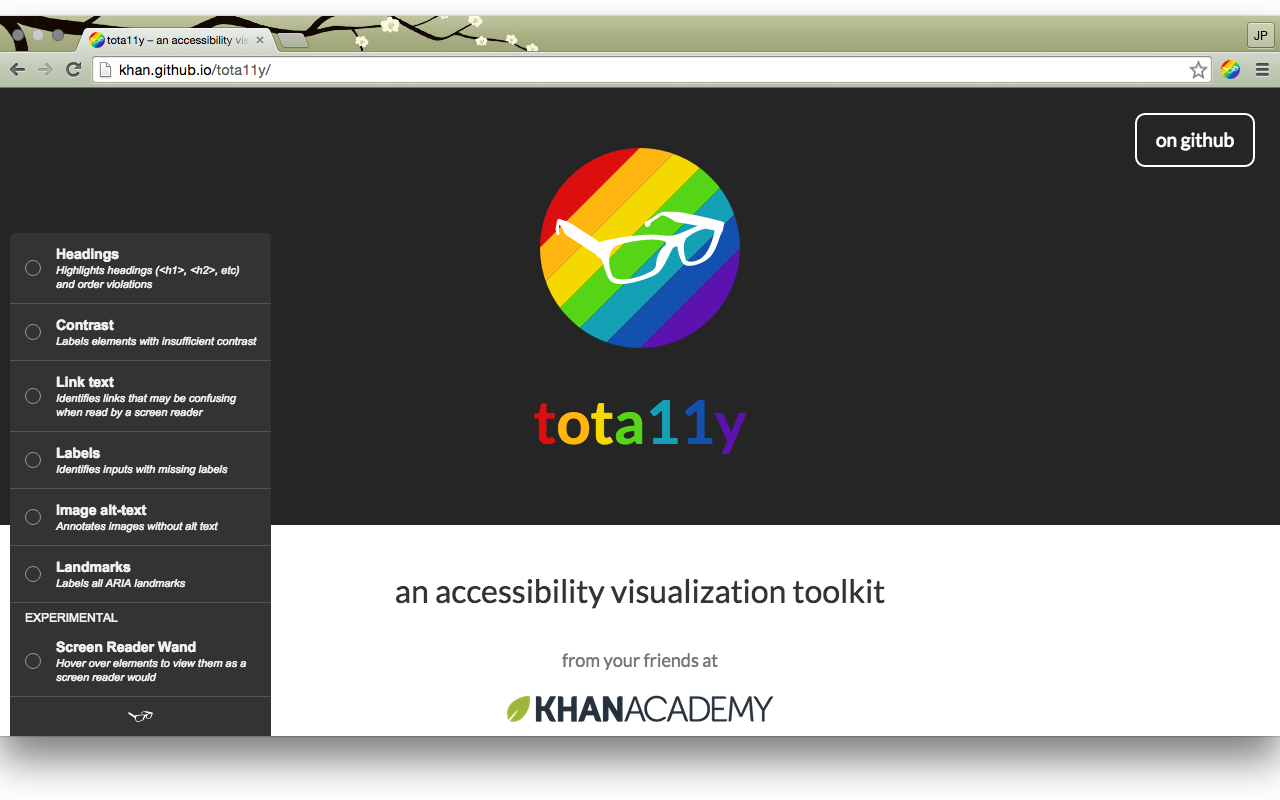 tota11y – an accessibility vis
JP
khan.github.io/tota11y/
on github
tota11y
Headings
Highlights headings (<h1>, <h2>, etc)
and order violations
Contrast
Labels elements with insufficient contrast
Link text
Identifies links that may be confusing
when read by a screen reader
Labels
Identifies inputs with missing labels
Image alt-text
Annotates images without alt text
Landmarks
Labels all ARIA landmarks
EXPERIMENTAL
Screen Reader Wand
Hover over elements to view them as a
screen reader would
an accessibility visualization toolkit
from your friends at
KHANACADEMY